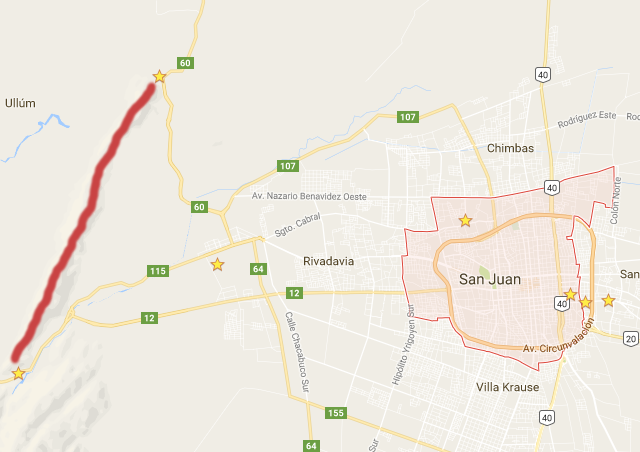 60
40
Ullúm
107
Rodríguez Este
Chimbas
107
40
Colón Norte
Av. Nazario Benavidez Oeste
60
Sgto. Cabral
Rivadavia
115
64
San Juan
San
12
40
12
Calle Chacabuco Sur
Hipólito Yrigoyen Sur
Av. Circunvalación
20
Villa Krause
155
40
Sur
64